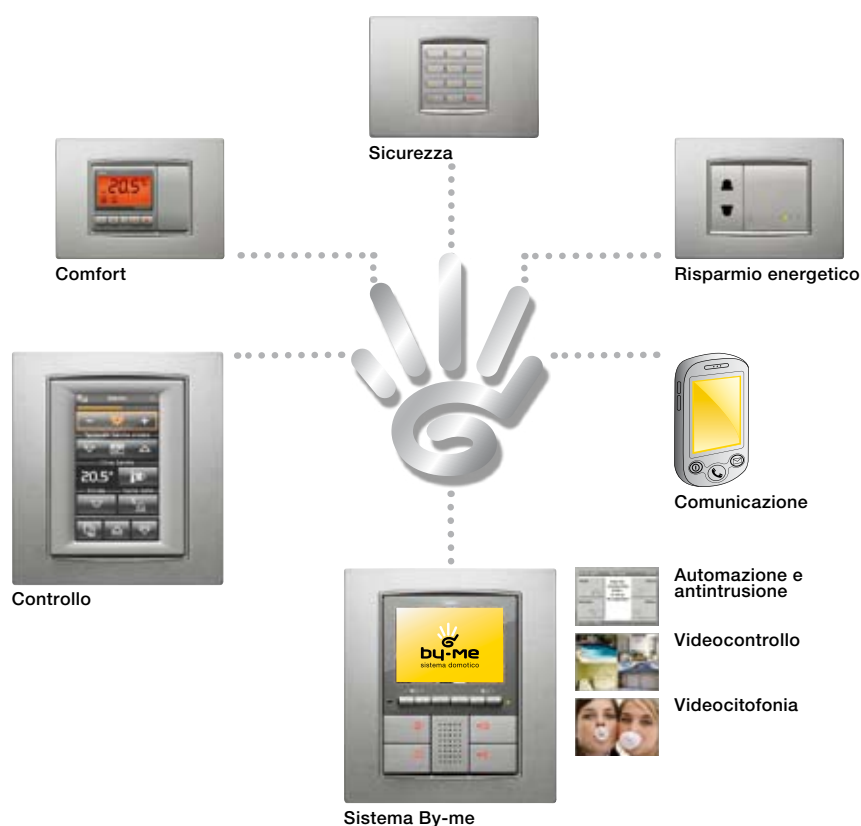 Sicurezza
20.5°
Comfort
Risparmio energetico
20.5°
Comunicazione
Controllo
by-me
sistema domotico
Automazione e
antintrusione
Videocontrollo
Videocitofonia
Sistema By-me